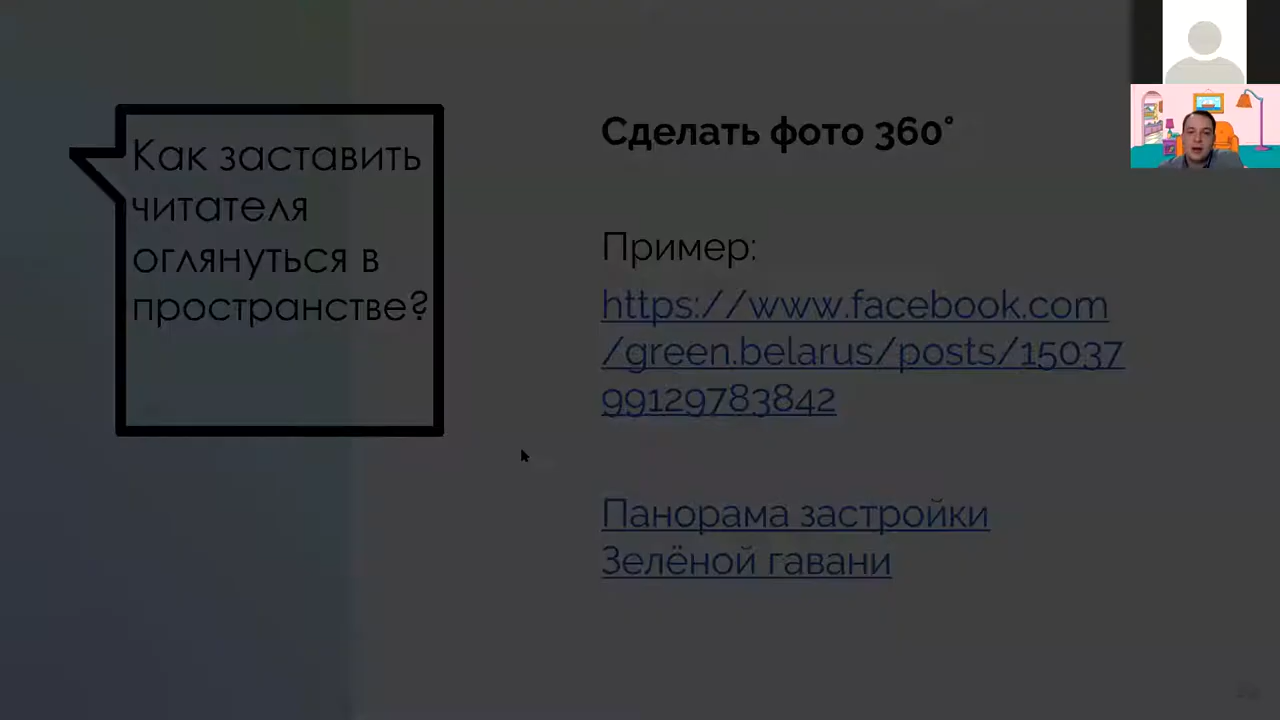 Как заставить
читателя
оглянуться в
пространстве?
Сделать фото 360°
Пример:
https://www.facebook.com
/green.belarus/posts/15037
99129783842
Панорама застройки
Зелёной гавани